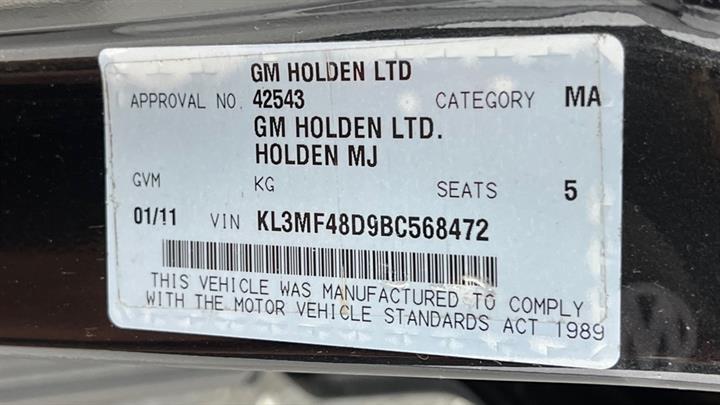 GM HOLDEN LTD
APPROVAL NO. 42543 CATEGORY MA
GM HOLDEN LTD.
HOLDEN MJ
GVM KG SEATS 5
01/11 VIN KL3MF48D9BC568472
THIS VEHICLE WAS MANUFACTURED TO COMPLY
WITH THE MOTOR VEHICLE STANDARDS ACT 1989